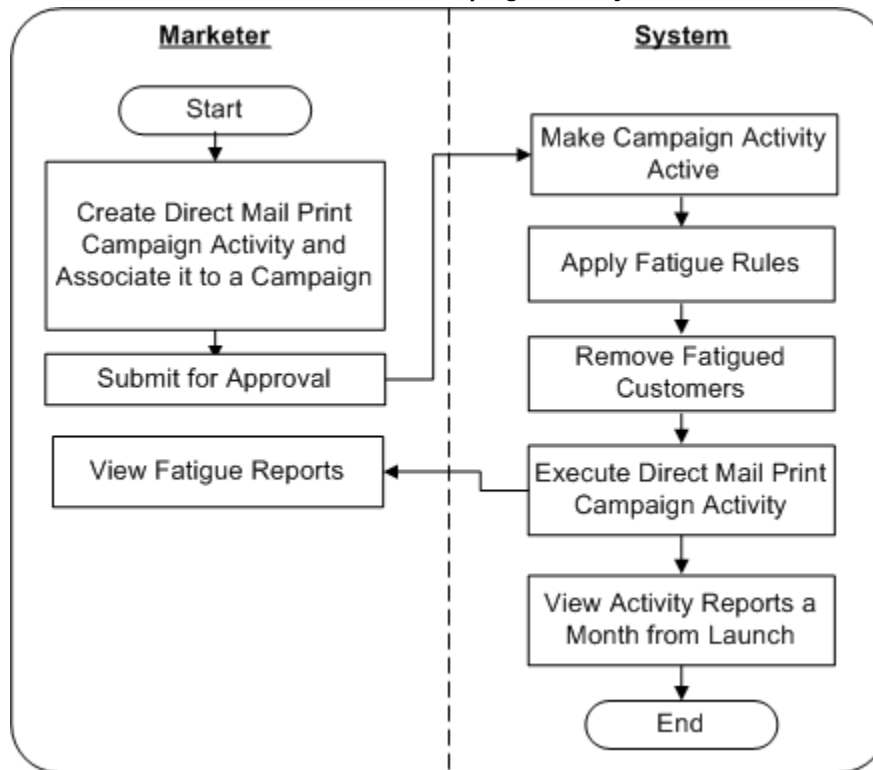 Marketer
System
Start
Create Direct Mail Print
Campaign Activity and
Associate it to a Campaign
Submit for Approval
View Fatigue Reports
Make Campaign Activity
Active
Apply Fatigue Rules
Remove Fatigued
Customers
Execute Direct Mail Print
Campaign Activity
View Activity Reports a
Month from Launch
End